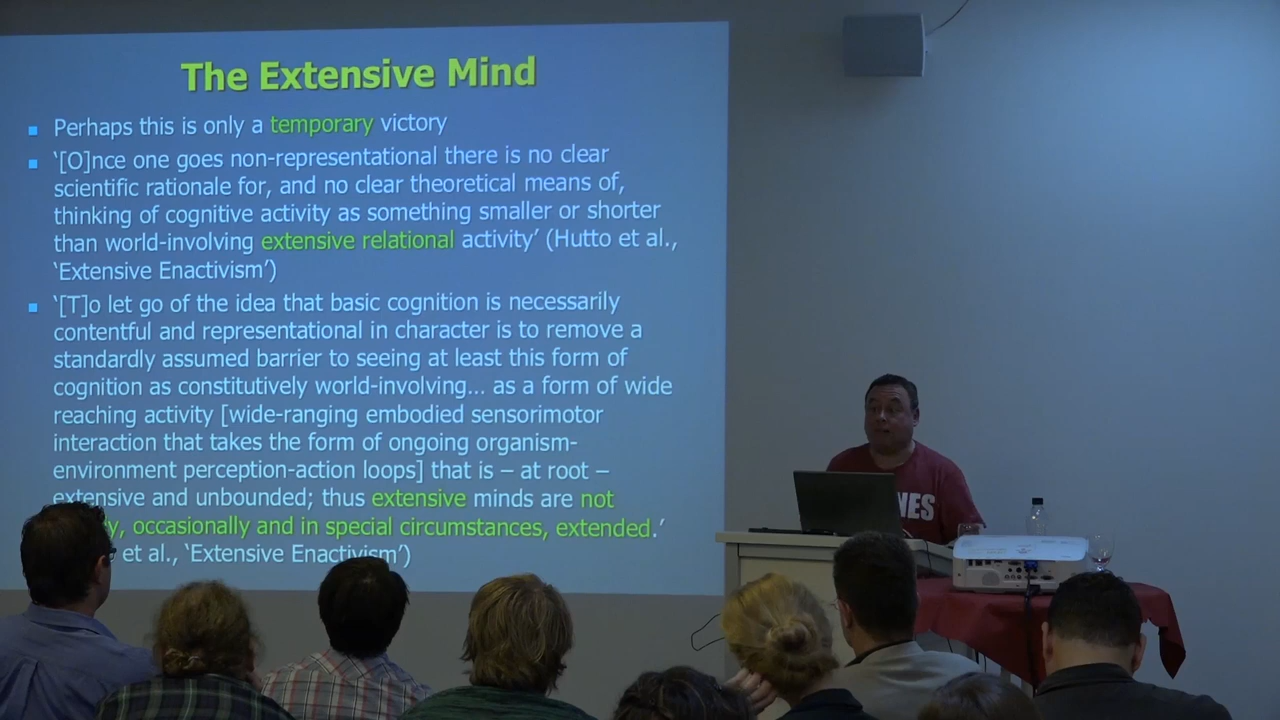 The Extensive Mind
Perhaps this is only a temporary victory
‘[O]nce one goes non-representational there is no clear
scientific rationale for, and no clear theoretical means of,
thinking of cognitive activity as something smaller or shorter
than world-involving extensive relational activity’ (Hutto et al.,
‘Extensive Enactivism’)
‘[T]o let go of the idea that basic cognition is necessarily
contentful and representational in character is to remove a
standardly assumed barrier to seeing at least this form of
cognition as constitutively world-involving… as a form of wide
reaching activity [wide-ranging embodied sensorimotor
interaction that takes the form of ongoing organism-
environment perception-action loops] that is – at root –
extensive and unbounded; thus extensive minds are not
occasionally and in special circumstances, extended.’
et al., ‘Extensive Enactivism’)